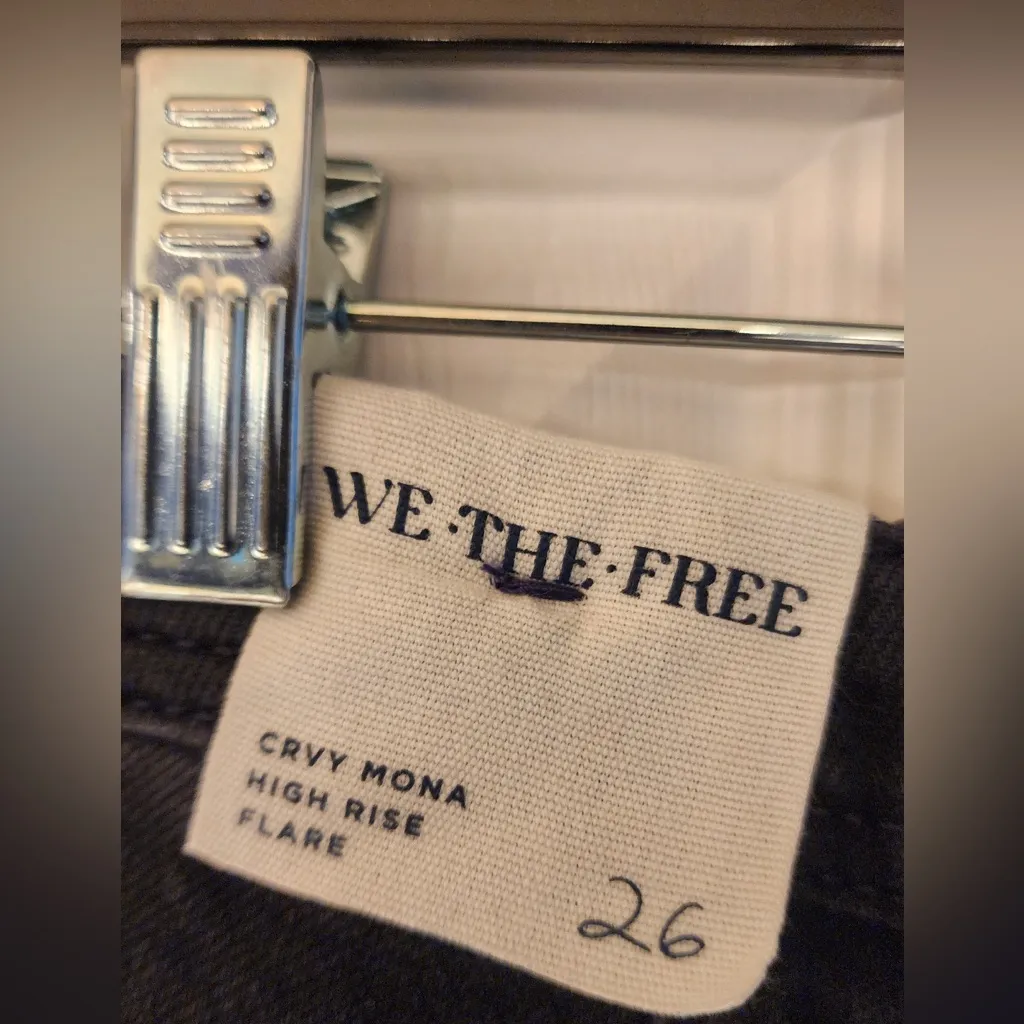 WE·THE·FREE
CRVY MONA
HIGH RISE
FLARE
26